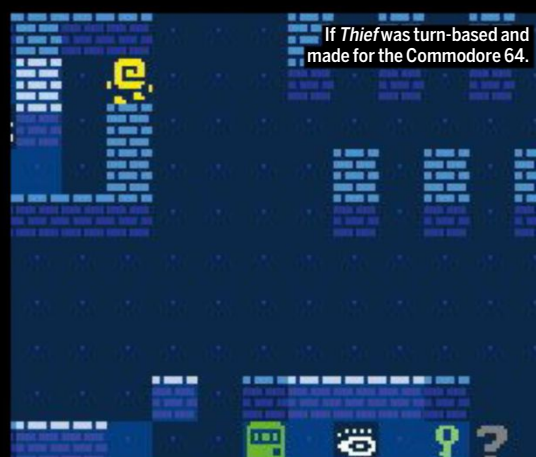 If Thief was turn-based and
made for the Commodore 64.
?